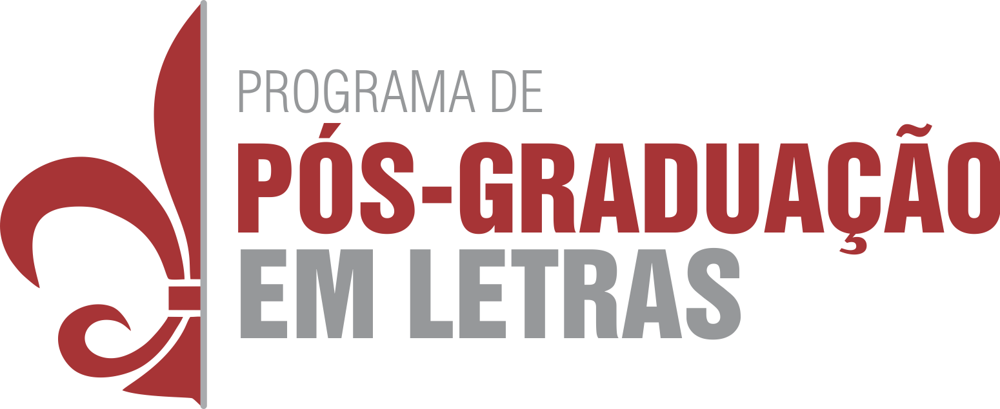 PROGRAMA DE
PÓS-GRADUAÇÃO
EM LETRAS